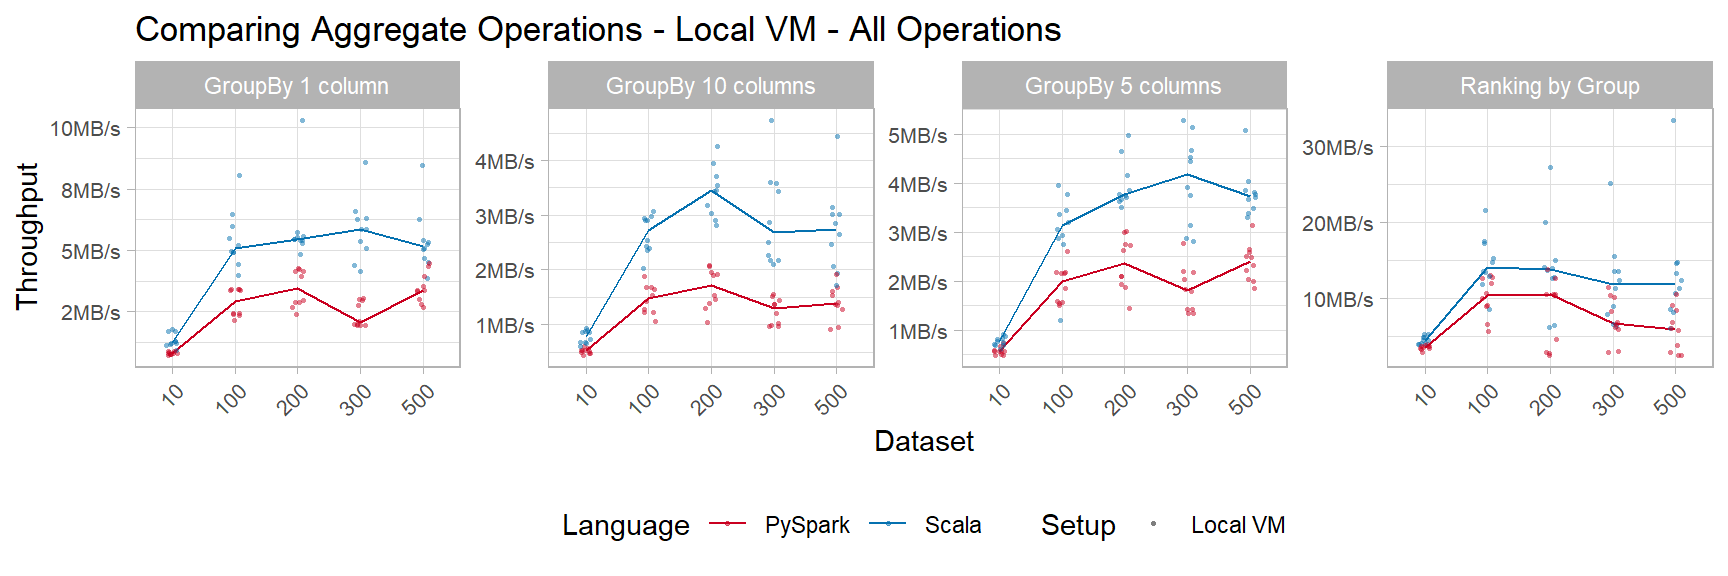 Comparing Aggregate Operations - Local VM - All Operations
GroupBy 1 column
GroupBy 10 columns
GroupBy 5 columns
Ranking by Group
Throughput
10MB/s
8MB/s
5MB/s
2MB/s
4MB/s
3MB/s
2MB/s
1MB/s
5MB/s
4MB/s
3MB/s
2MB/s
1MB/s
30MB/s
20MB/s
10MB/s
10 100 200 300 500
10 100 200 300 500
10 100 200 300 500
10 100 200 300 500
Dataset
Language PySpark Scala Setup Local VM